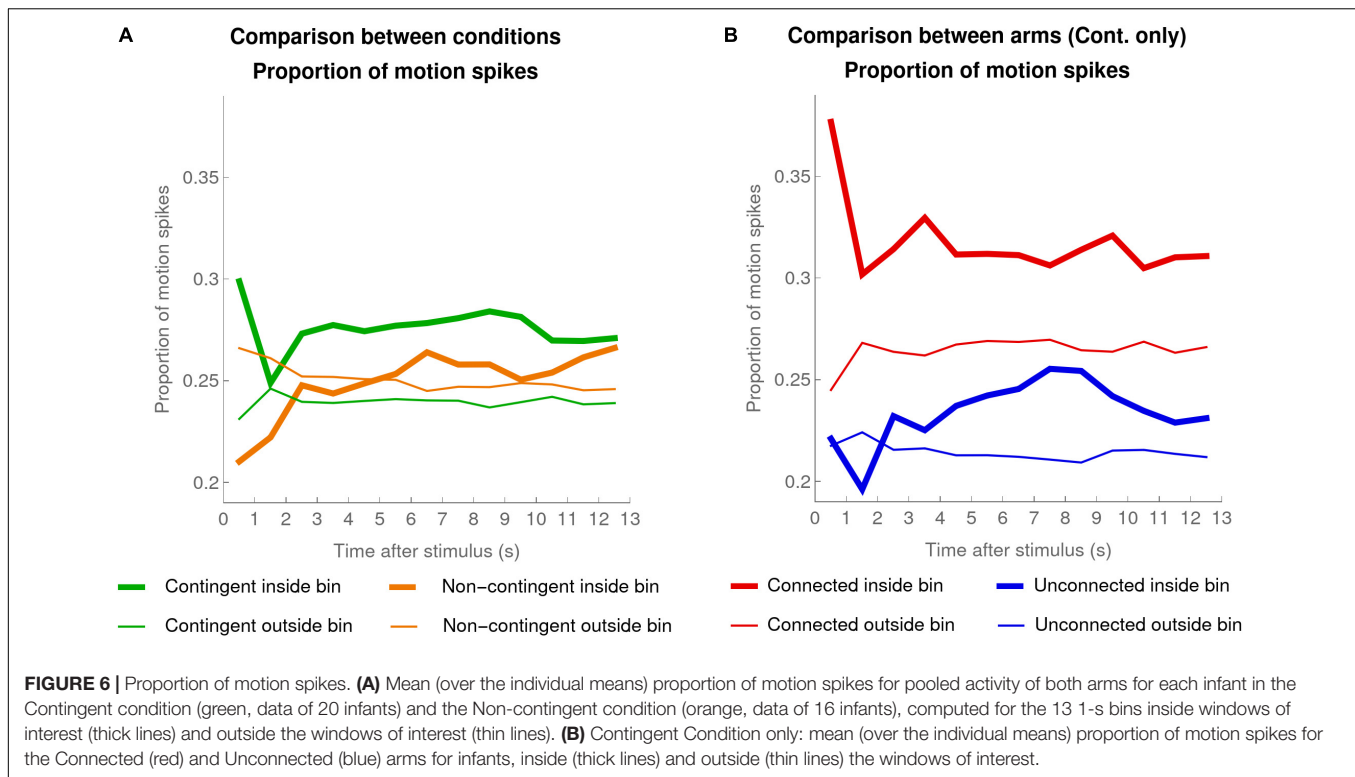 A
Comparison between conditions
Proportion of motion spikes
Proportion of motion spikes
0.35
0.3
0.25
0.2
0 1 2 3 4 5 6 7 8 9 10 11 12 13
Time after stimulus (s)
Contingent inside bin
Non−contingent inside bin
Contingent outside bin
Non−contingent outside bin
B
Comparison between arms (Cont. only)
Proportion of motion spikes
Proportion of motion spikes
0.35
0.3
0.25
0.2
0 1 2 3 4 5 6 7 8 9 10 11 12 13
Time after stimulus (s)
Connected inside bin
Unconnected inside bin
Connected outside bin
Unconnected outside bin
FIGURE 6 | Proportion of motion spikes. (A) Mean (over the individual means) proportion of motion spikes for pooled activity of both arms for each infant in the
Contingent condition (green, data of 20 infants) and the Non-contingent condition (orange, data of 16 infants), computed for the 13 1-s bins inside windows of
interest (thick lines) and outside the windows of interest (thin lines). (B) Contingent Condition only: mean (over the individual means) proportion of motion spikes for
the Connected (red) and Unconnected (blue) arms for infants, inside (thick lines) and outside (thin lines) the windows of interest.